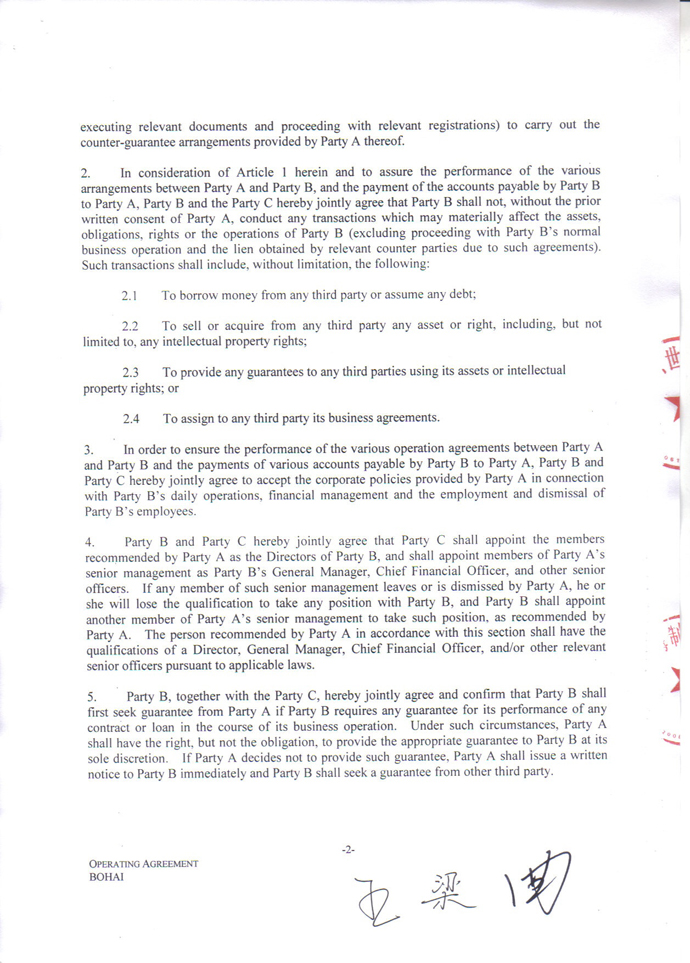 executing relevant documents and proceeding with relevant registrations) to carry out the
counter-guarantee arrangements provided by Party A thereof.
2. In consideration of Article 1 herein and to assure the performance of the various
arrangements between Party A and Party B, and the payment of the accounts payable by Party B
to Party A, Party B and the Party C hereby jointly agree that Party B shall not, without the prior
written consent of Party A, conduct any transactions which may materially affect the assets,
obligations, rights or the operations of Party B (excluding proceeding with Party B's normal
business operation and the lien obtained by relevant counter parties due to such agreements).
Such transactions shall include, without limitation, the following:
2.1 To borrow money from any third party or assume any debt;
2.2 To sell or acquire from any third party any asset or right, including, but not
limited to, any intellectual property rights;
2.3 To provide any guarantees to any third parties using its assets or intellectual
property rights; or
2.4 To assign to any third party its business agreements.
3. In order to ensure the performance of the various operation agreements between Party A
and Party B and the payments of various accounts payable by Party B to Party A, Party B and
Party C hereby jointly agree to accept the corporate policies provided by Party A in connection
with Party B's daily operations, financial management and the employment and dismissal of
Party B's employees.
4. Party B and Party C hereby jointly agree that Party C shall appoint the members
recommended by Party A as the Directors of Party B, and shall appoint members of Party A's
senior management as Party B's General Manager, Chief Financial Officer, and other senior
officers. If any member of such senior management leaves or is dismissed by Party A, he or
she will lose the qualification to take any position with Party B, and Party B shall appoint
another member of Party A's senior management to take such position, as recommended by
Party A. The person recommended by Party A in accordance with this section shall have the
qualifications of a Director, General Manager, Chief Financial Officer, and/or other relevant
senior officers pursuant to applicable laws.
5. Party B, together with the Party C, hereby jointly agree and confirm that Party B shall
first seek guarantee from Party A if Party B requires any guarantee for its performance of any
contract or loan in the course of its business operation. Under such circumstances, Party A
shall have the right, but not the obligation, to provide the appropriate guarantee to Party B at its
sole discretion. If Party A decides not to provide such guarantee, Party A shall issue a written
notice to Party B immediately and Party B shall seek a guarantee from other third party.
-2-
OPERATING AGREEMENT
BOHAI
世
制
梁